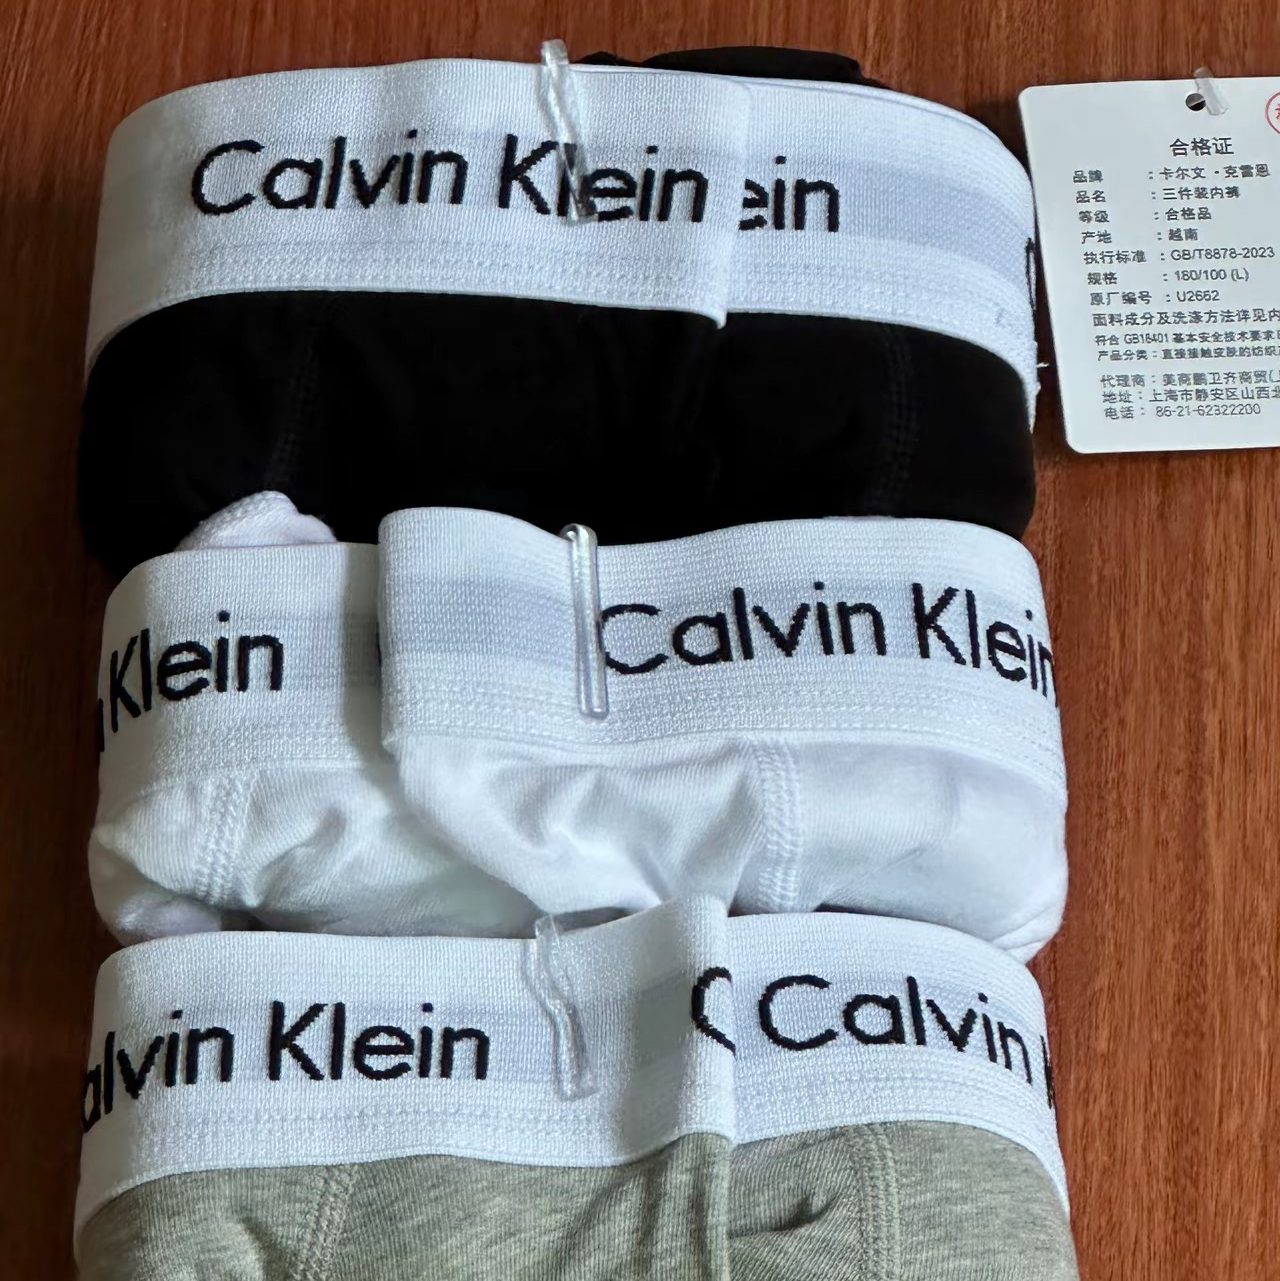 Calvin Klein
ein
Klein
Calvin Klein
alvin Klein
C
Calvin
合格证
品牌 ：卡尔文·克雷恩
品名 ：三件装内裤
等级 ：合格品
产地 ：越南
执行标准 ：GB/T8878-2023
规格 ：180/100 (L)
原厂编号 ：U2662
面料成分及洗涤方法详见内
符合 GB18401 基本安全技术要求
产品分类：直接接触皮肤的纺织
代理商：美商鹏卫齐商贸(
地址：上海市静安区山西北
电话： 86-21-62322200